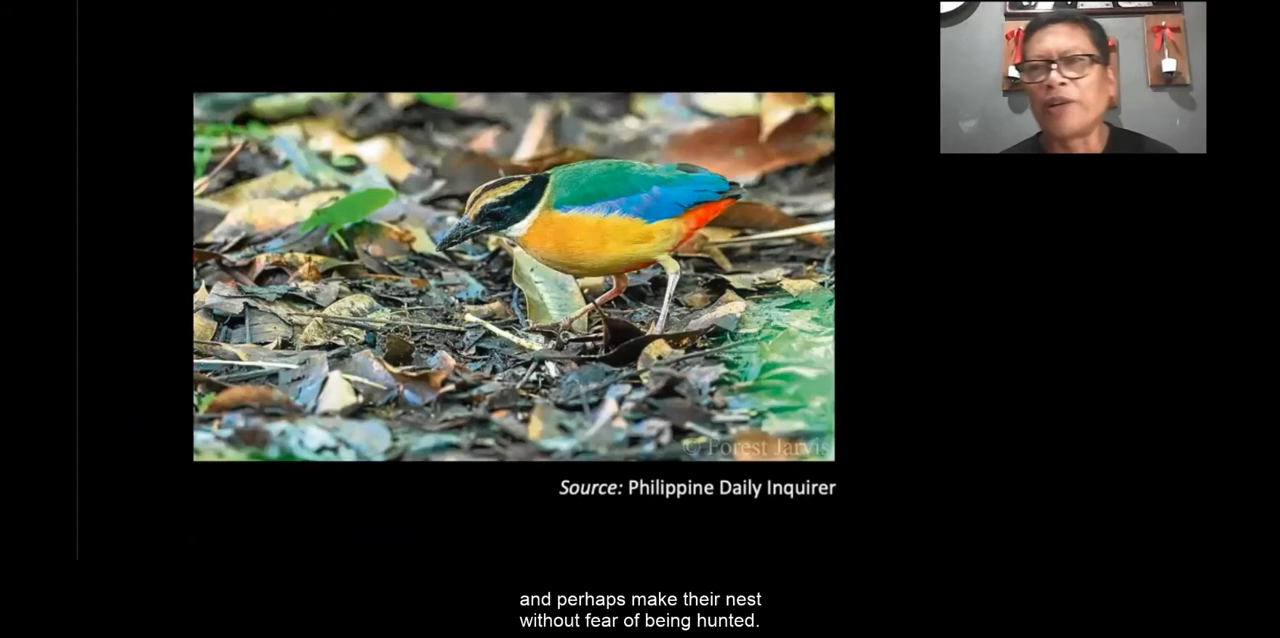 © Forest Jarvis
Source: Philippine Daily Inquirer
and perhaps make their nest
without fear of being hunted.